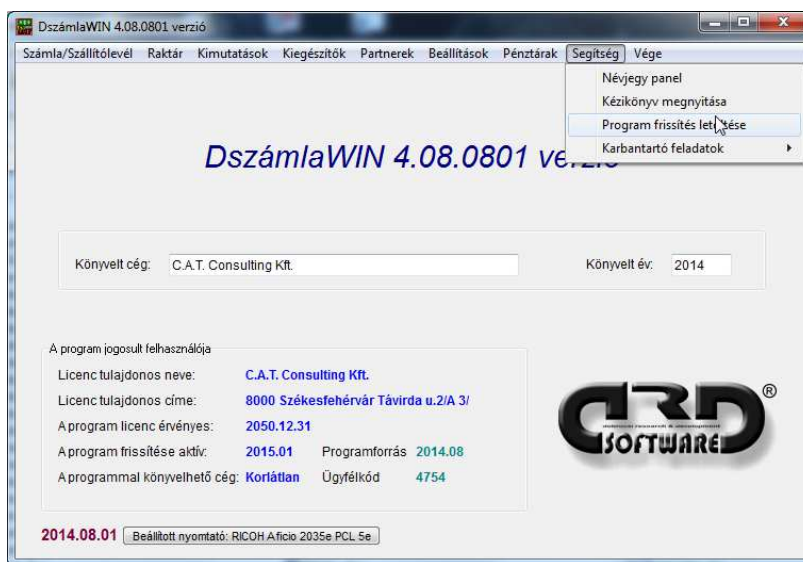 DszámlaWIN 4.08.0801 verzió
Számla/Szállítólevél Raktár Kimutatások Kiegészítők Partnerek Beállítások Pénztárak Segítség Vége
Névjegy panel
Kézikönyv megnyitása
Program frissítés letöltése
Karbantartó feladatok
DszámlaWIN 4.08.0801 verzió
Könyvelt cég: C.A.T. Consulting Kft. Könyvelt év: 2014
A program jogosult felhasználója
Licenc tulajdonos neve: C.A.T. Consulting Kft.
Licenc tulajdonos címe: 8000 Székesfehérvár Távirda u.2/A 3/
A program licenc érvényes: 2050.12.31
A program frissítése aktív: 2015.01 Programforrás 2014.08
A programmal könyvelhető cég: Korlátlan Ügyfélkód 4754
DRD ®
SOFTWARE
2014.08.01 Beállított nyomtató: RICOH Aficio 2035e PCL 5e